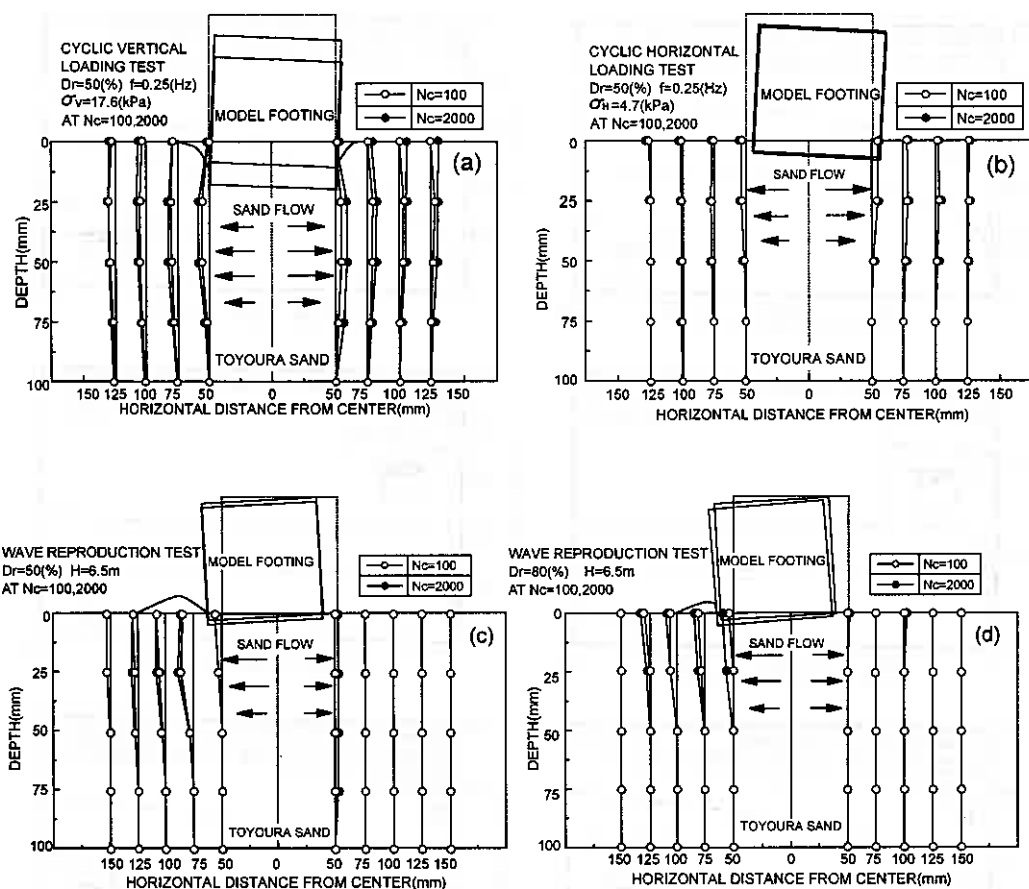 CYCLIC VERTICAL
LOADING TEST
Dr=50(%) f=0.25(Hz)
σv=17.6(kPa)
AT Nc=100,2000
MODEL FOOTING
Nc=100
Nc=2000
(a)
SAND FLOW
TOYOURA SAND
DEPTH(mm)
0
25
50
75
100
150 125 100 75 50 0 50 75 100 125 150
HORIZONTAL DISTANCE FROM CENTER(mm)
CYCLIC HORIZONTAL
LOADING TEST
Dr=50(%) f=0.25(Hz)
σH=4.7(kPa)
AT Nc=100,2000
MODEL FOOTING
Nc=100
Nc=2000
(b)
SAND FLOW
TOYOURA SAND
DEPTH(mm)
0
25
50
75
100
150 125 100 75 50 0 50 75 100 125 150
HORIZONTAL DISTANCE FROM CENTER(mm)
WAVE REPRODUCTION TEST
Dr=50(%) H=6.5m
AT Nc=100,2000
MODEL FOOTING
Nc=100
Nc=2000
(c)
SAND FLOW
TOYOURA SAND
DEPTH(mm)
0
25
50
75
100
150 125 100 75 50 0 50 75 100 125 150
HORIZONTAL DISTANCE FROM CENTER(mm)
WAVE REPRODUCTION TEST
Dr=80(%) H=6.5m
AT Nc=100,2000
MODEL FOOTING
Nc=100
Nc=2000
(d)
SAND FLOW
TOYOURA SAND
DEPTH(mm)
0
25
50
75
100
150 125 100 75 50 0 50 75 100 125 150
HORIZONTAL DISTANCE FROM CENTER(mm)